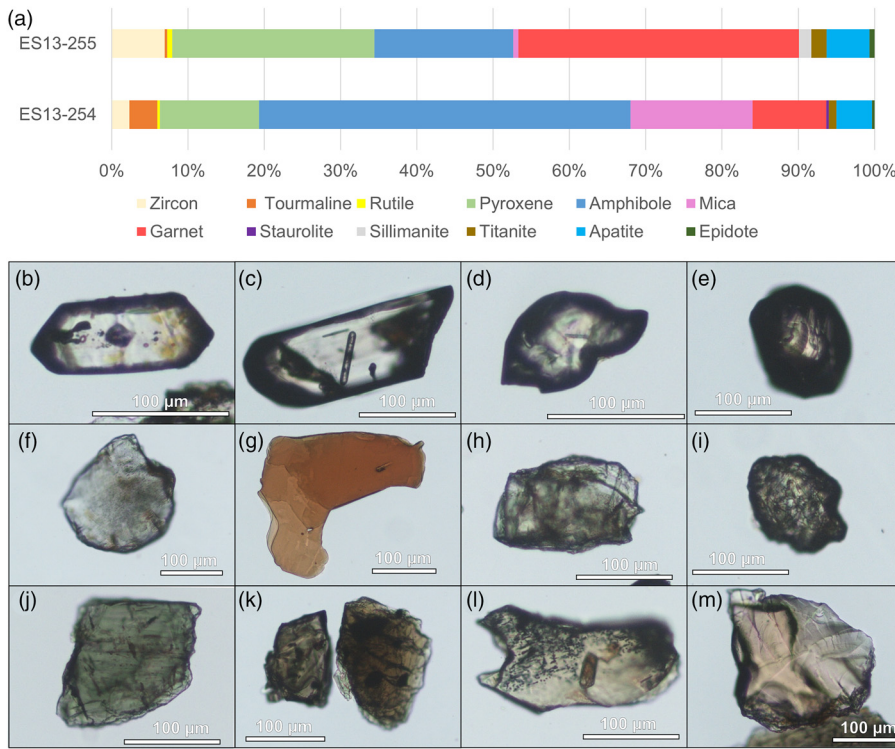 (a)
ES13-255
ES13-254
0% 10% 20% 30% 40% 50% 60% 70% 80% 90% 100%
Zircon Tourmaline Rutile Pyroxene Amphibole Mica
Garnet Staurolite Sillimanite Titanite Apatite Epidote
(b) (c) (d) (e)
100 µm 100 µm 100 µm 100 µm
(f) (g) (h) (i)
100 µm 100 µm 100 µm 100 µm
(j) (k) (l) (m)
100 µm 100 µm 100 µm 100 µm